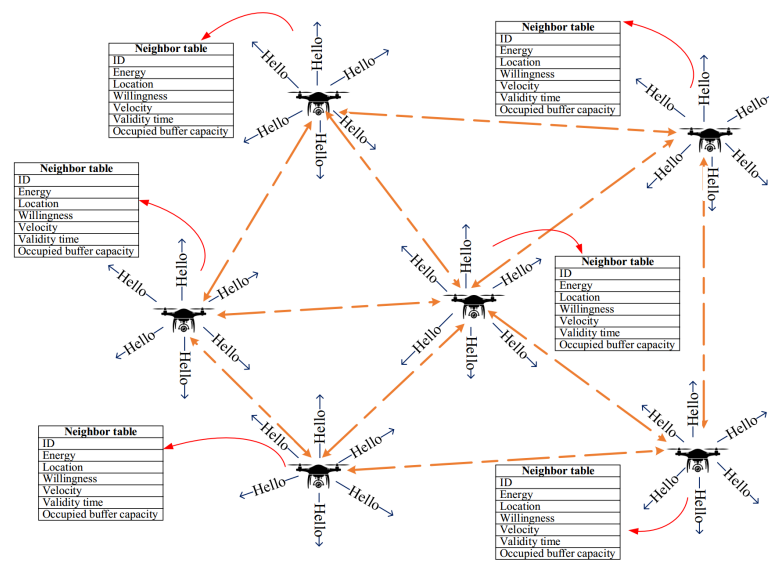 Neighbor table
ID
Energy
Location
Willingness
Velocity
Validity time
Occupied buffer capacity
Hello
Hello
Hello
Hello
Hello
Hello
Neighbor table
ID
Energy
Location
Willingness
Velocity
Validity time
Occupied buffer capacity
Hello
Hello
Hello
Hello
Hello
Hello
Neighbor table
ID
Energy
Location
Willingness
Velocity
Validity time
Occupied buffer capacity
Hello
Hello
Hello
Hello
Hello
Hello
Hello
Hello
Hello
Hello
Hello
Hello
Neighbor table
ID
Energy
Location
Willingness
Velocity
Validity time
Occupied buffer capacity
Neighbor table
ID
Energy
Location
Willingness
Velocity
Validity time
Occupied buffer capacity
Hello
Hello
Hello
Hello
Hello
Hello
Hello
Hello
Hello
Hello
Hello
Hello
Neighbor table
ID
Energy
Location
Willingness
Velocity
Validity time
Occupied buffer capacity